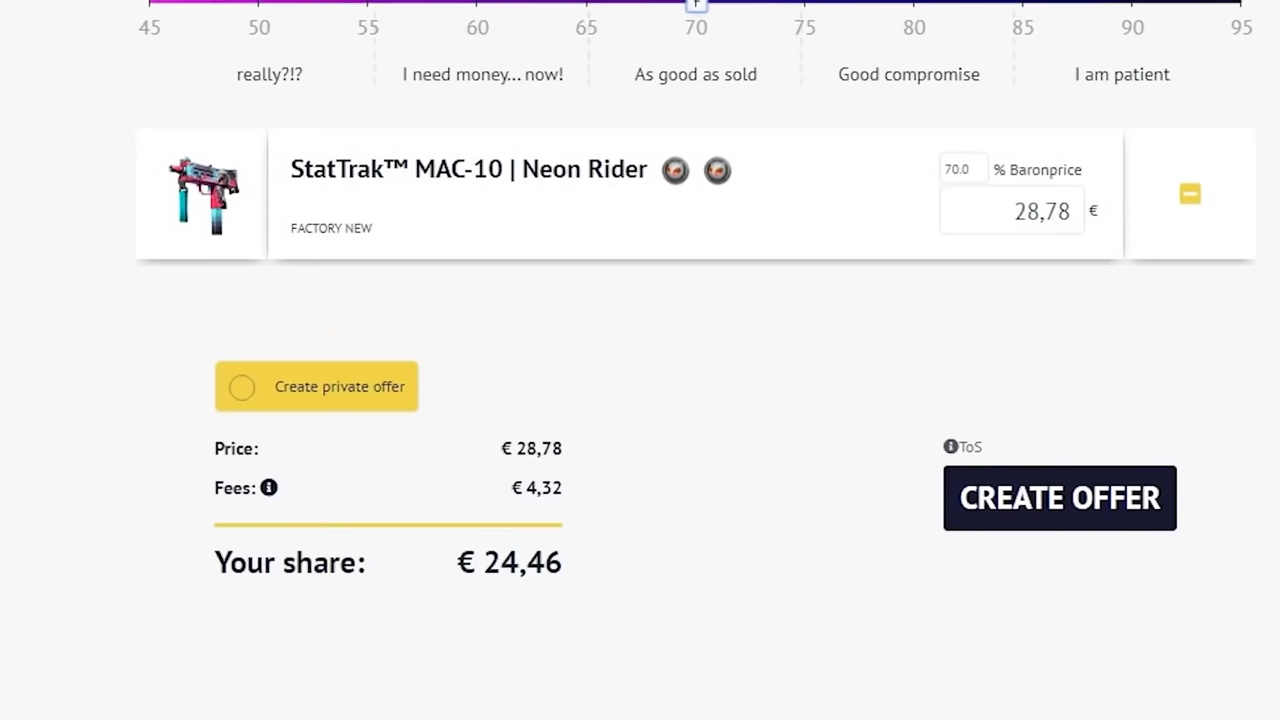 45 50 55 60 65 70 75 80 85 90 95
really?!? I need money... now! As good as sold Good compromise I am patient
StatTrak™ MAC-10 | Neon Rider
70.0 % Baronprice
28,78 €
FACTORY NEW
Create private offer
Price: € 28,78
ToS
Fees: € 4,32
CREATE OFFER
Your share: € 24,46